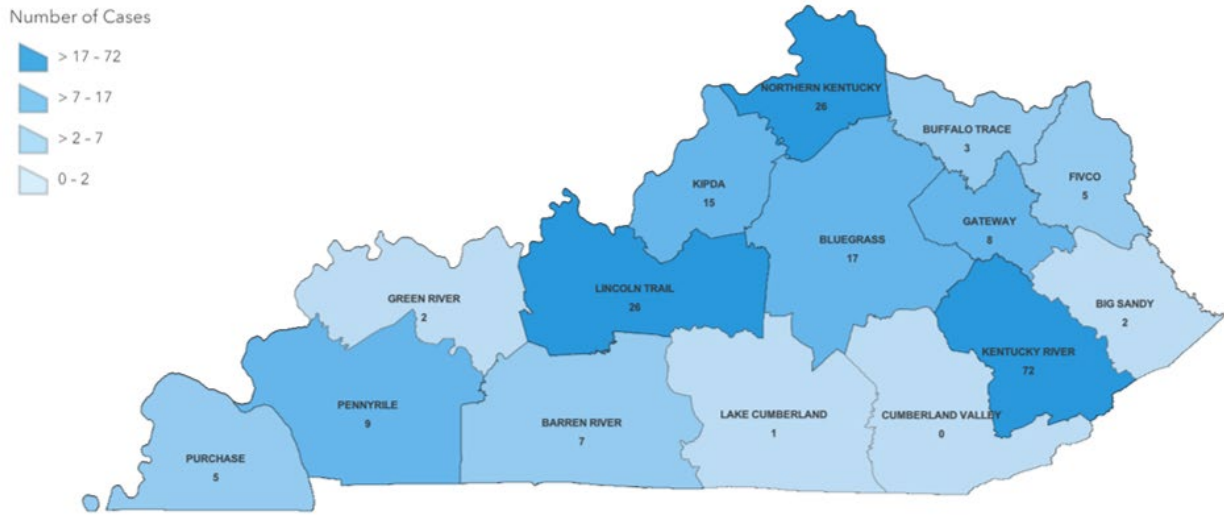 Number of Cases
> 17 - 72
> 7 - 17
> 2 - 7
0 - 2
NORTHERN KENTUCKY
26
BUFFALO TRACE
3
FIVCO
5
KIPDA
15
GATEWAY
8
BLUEGRASS
17
LINCOLN TRAIL
26
GREEN RIVER
2
BIG SANDY
2
KENTUCKY RIVER
72
PENNYRILE
9
BARREN RIVER
7
LAKE CUMBERLAND
1
CUMBERLAND VALLEY
0
PURCHASE
5